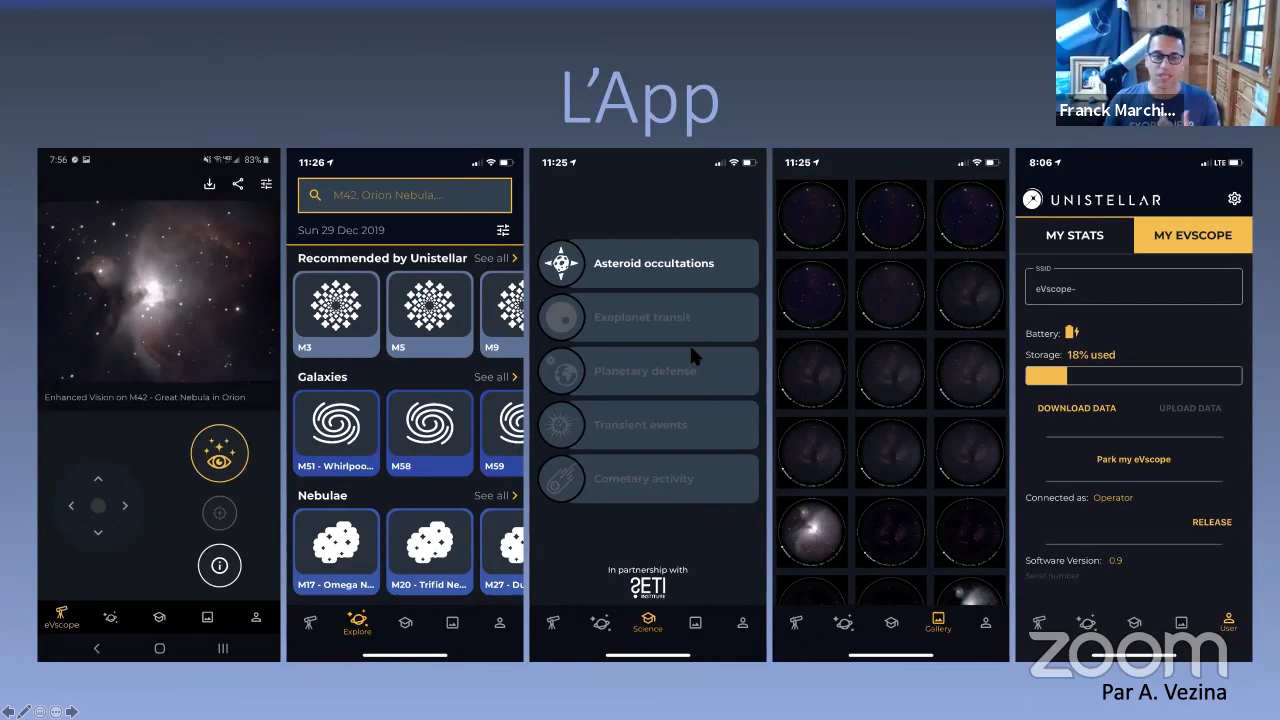 L'App
Franck Marchi...
7:56
83%
Enhanced Vision on M42 - Great Nebula in Orion
eVscope
11:26
M42, Orion Nebula,...
Sun 29 Dec 2019
Recommended by Unistellar See all >
M3 M5 M9
Galaxies See all >
M51 - Whirlpoo... M58 M59
Nebulae See all >
M17 - Omega N... M20 - Trifid Ne... M27 - Du
Explore
11:25
Asteroid occultations
Exoplanet transit
Planetary defense
Transient events
Cometary activity
In partnership with
SETI
INSTITUTE
Science
11:25
Gallery
8:06
LTE
UNISTELLAR
MY STATS MY EVSCOPE
SSID
eVscope-
Battery:
Storage: 18% used
DOWNLOAD DATA UPLOAD DATA
Park my eVscope
Connected as: Operator
RELEASE
Software Version: 0.9
Serial number
User
zoom
Par A. Vezina